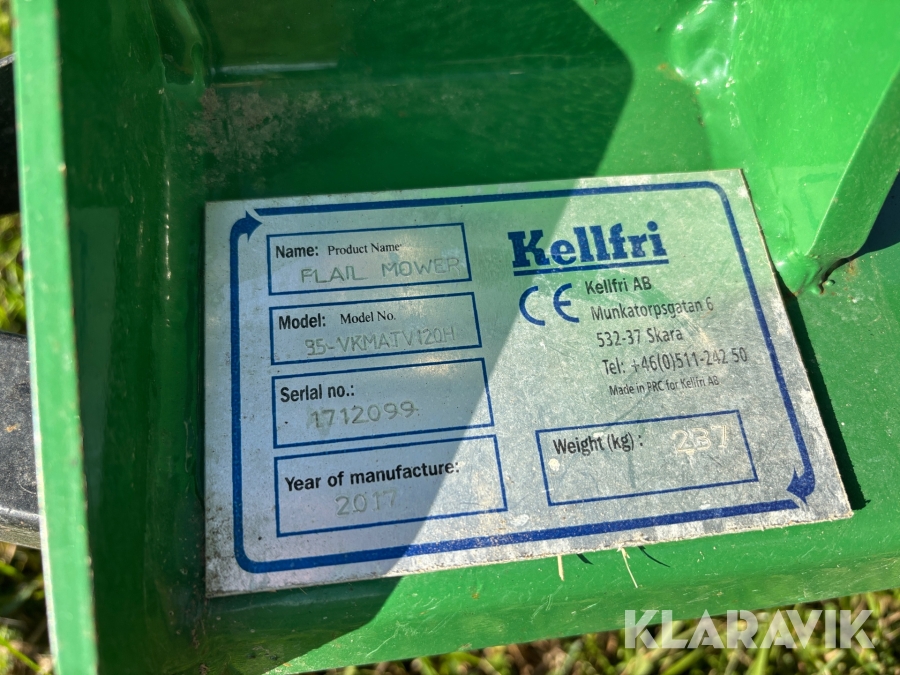 Name: Product Name:
FLAIL MOWER
Model: Model No.
35-VKMATV120H
Serial no.:
1712099
Year of manufacture:
2017
Kellfri
CE
Kellfri AB
Munkatorpsgatan 6
532-37 Skara
Tel: +46(0)511-242 50
Made in PRC for Kellfri AB
Weight (kg) : 237
KLARAVIK